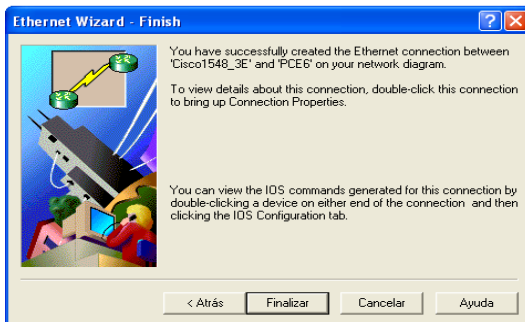 Ethernet Wizard - Finish
You have successfully created the Ethernet connection between
'Cisco1548_3E' and 'PCE6' on your network diagram.
To view details about this connection, double-click this connection
to bring up Connection Properties.
You can view the IOS commands generated for this connection by
double-clicking a device on either end of the connection and then
clicking the IOS Configuration tab.
< Atrás Finalizar Cancelar Ayuda